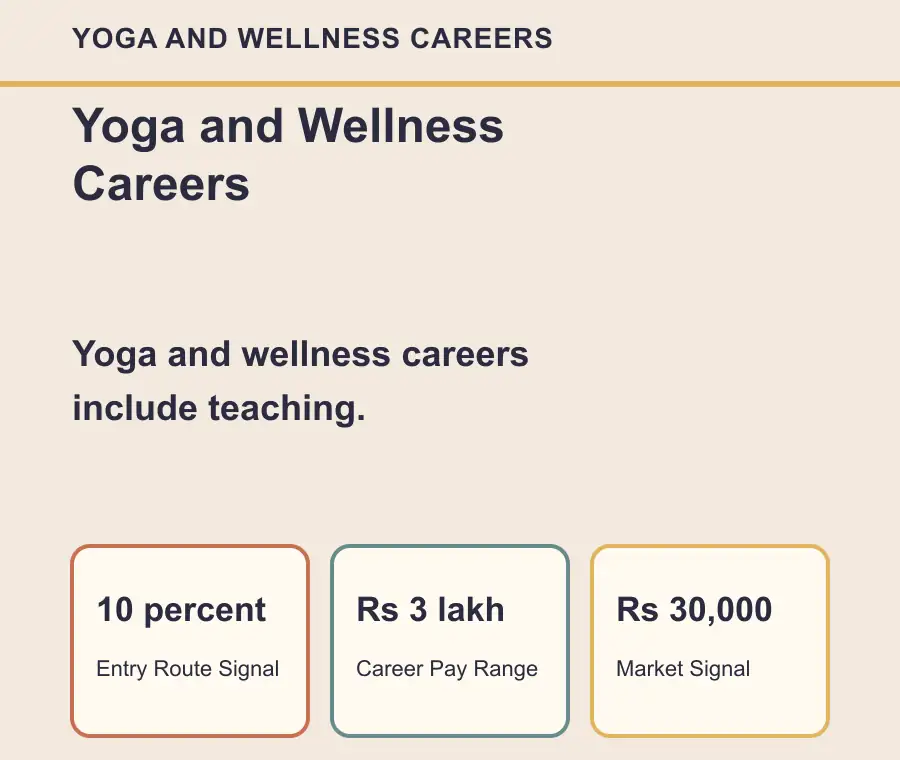 YOGA AND WELLNESS CAREERS
Yoga and Wellness
Careers
Yoga and wellness careers
include teaching.
10 percent
Entry Route Signal
Rs 3 lakh
Career Pay Range
Rs 30,000
Market Signal